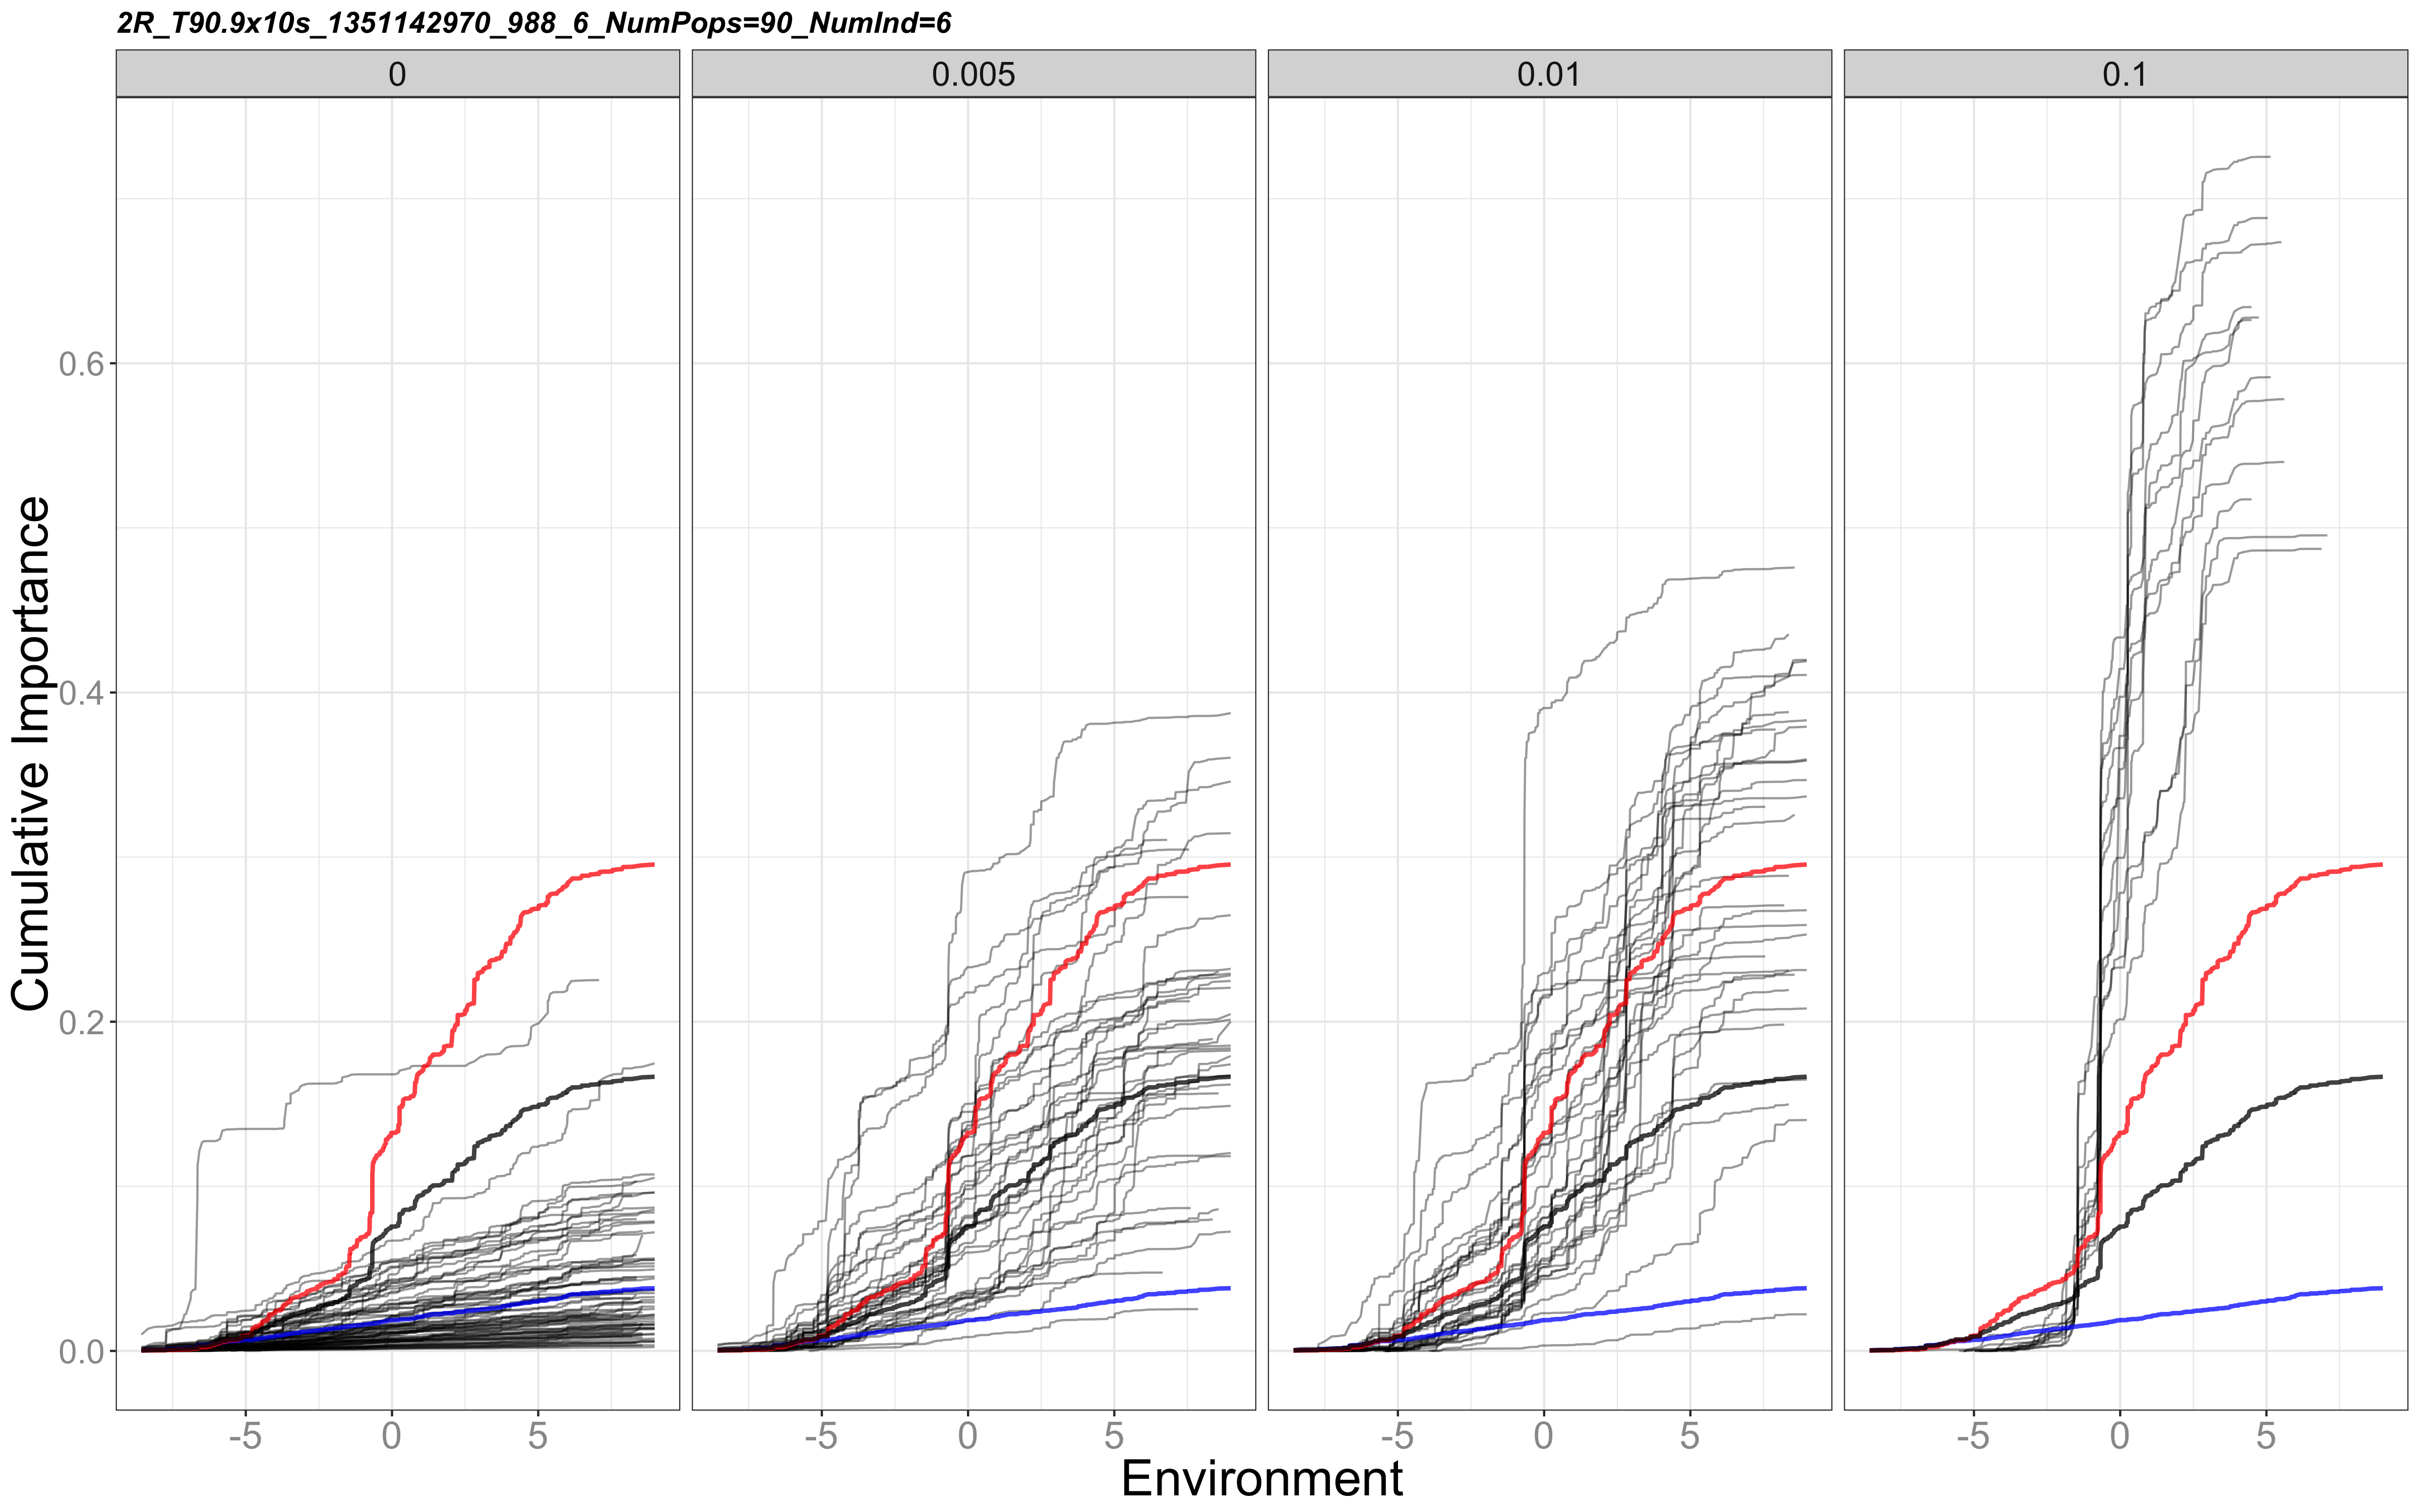 2R_T90.9x10s_1351142970_988_6_NumPops=90_NumInd=6
0 0.005 0.01 0.1
Cumulative Importance
0.6
0.4
0.2
0.0
-5 0 5 -5 0 5 -5 0 5 -5 0 5
Environment